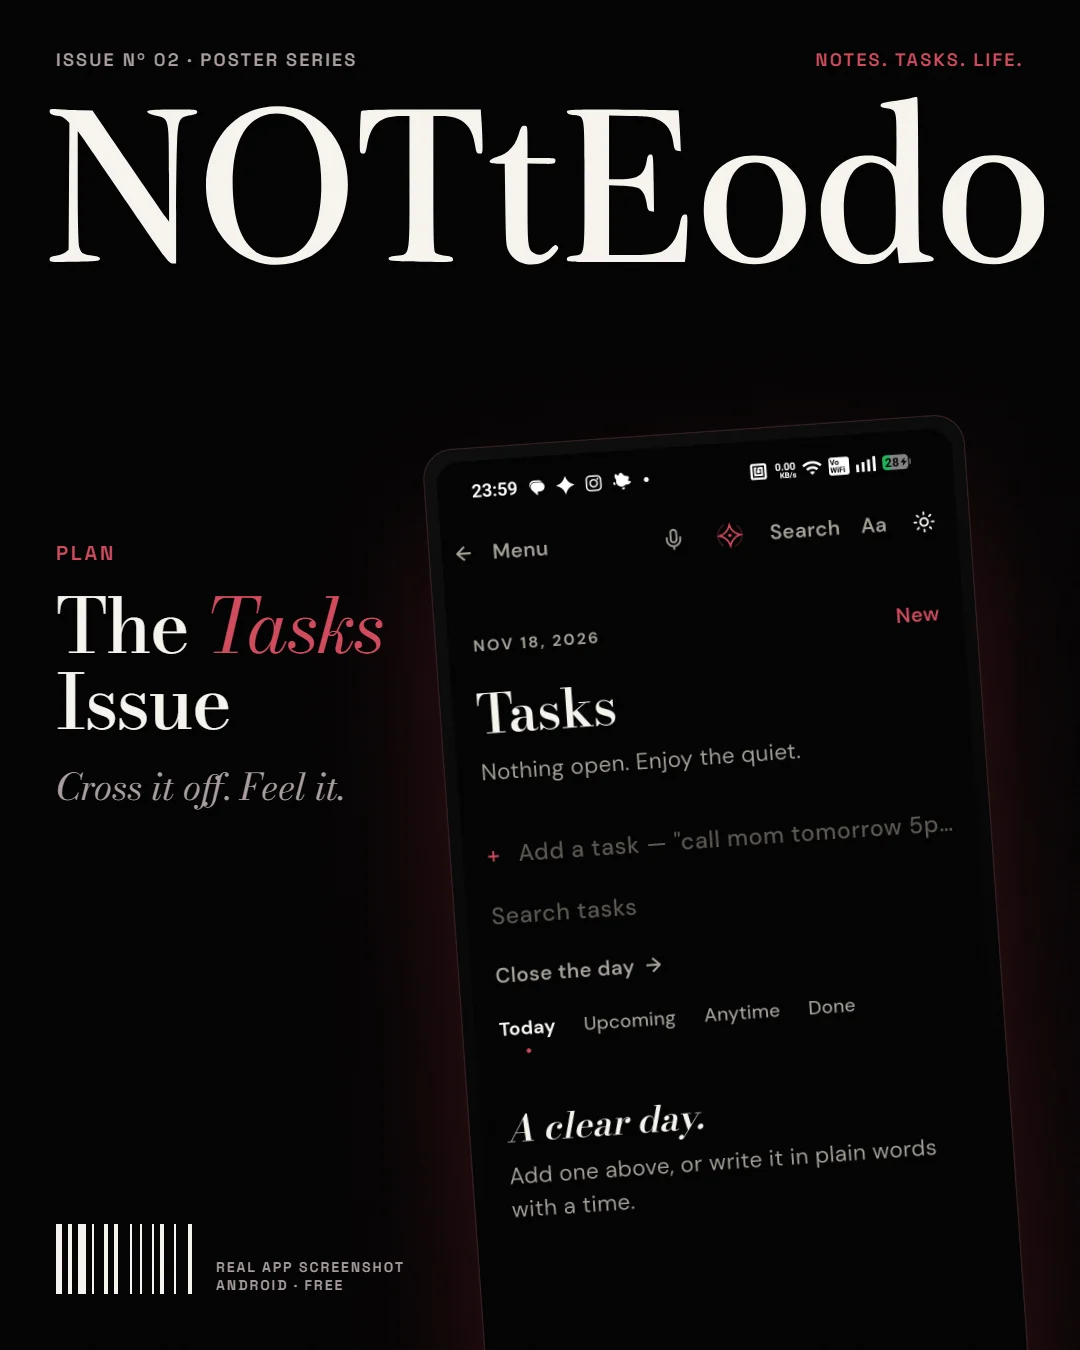 ISSUE Nº 02 · POSTER SERIES
NOTES. TASKS. LIFE.
NOTtEodo
PLAN
The Tasks
Issue
Cross it off. Feel it.
23:59
0.00
KB/s
Vo
WiFi
28
Menu
Search Aa
New
NOV 18, 2026
Tasks
Nothing open. Enjoy the quiet.
+ Add a task — "call mom tomorrow 5p…
Search tasks
Close the day →
Today Upcoming Anytime Done
A clear day.
Add one above, or write it in plain words
with a time.
REAL APP SCREENSHOT
ANDROID · FREE